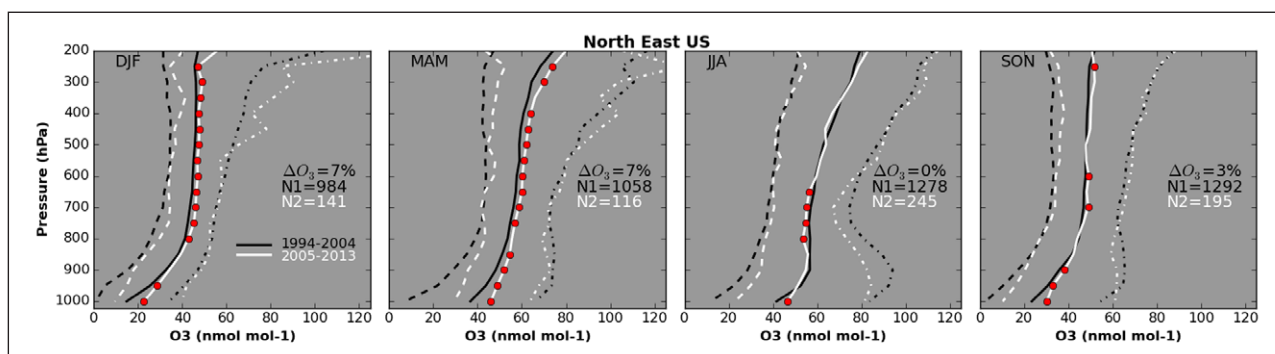 North East US
DJF
MAM
JJA
SON
Pressure (hPa)
200
300
400
500
600
700
800
900
1000
ΔO3=7%
N1=984
N2=141
1994-2004
2005-2013
ΔO3=7%
N1=1058
N2=116
ΔO3=0%
N1=1278
N2=245
ΔO3=3%
N1=1292
N2=195
0 20 40 60 80 100 120
0 20 40 60 80 100 120
0 20 40 60 80 100 120
0 20 40 60 80 100 120
O3 (nmol mol-1)
O3 (nmol mol-1)
O3 (nmol mol-1)
O3 (nmol mol-1)